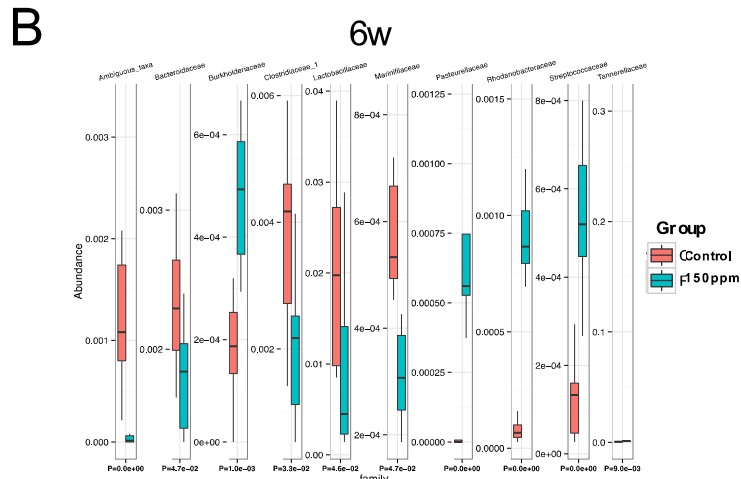 B
6w
Ambiguous_taxa
Bacteroidaceae
Burkholderiaceae
Clostridiaceae_1
Lactobacillaceae
Marinifilaceae
Pasteurellaceae
Rhodanobacteraceae
Streptococcaceae
Tannerellaceae
Abundance
0.003
0.002
0.001
0.000
0.003
0.002
6e−04
4e−04
2e−04
0e+00
0.006
0.004
0.002
0.04
0.03
0.02
0.01
0.00
8e−04
6e−04
4e−04
2e−04
0.00125
0.00100
0.00075
0.00050
0.00025
0.00000
0.0015
0.0010
0.0005
0.0000
8e−04
6e−04
4e−04
2e−04
0e+00
0.3
0.2
0.1
0.0
P=0.0e+00
P=4.7e−02
P=1.0e−03
P=3.3e−02
P=4.6e−02
P=4.7e−02
P=0.0e+00
P=0.0e+00
P=0.0e+00
P=9.0e−03
family
Group
Control
F150ppm